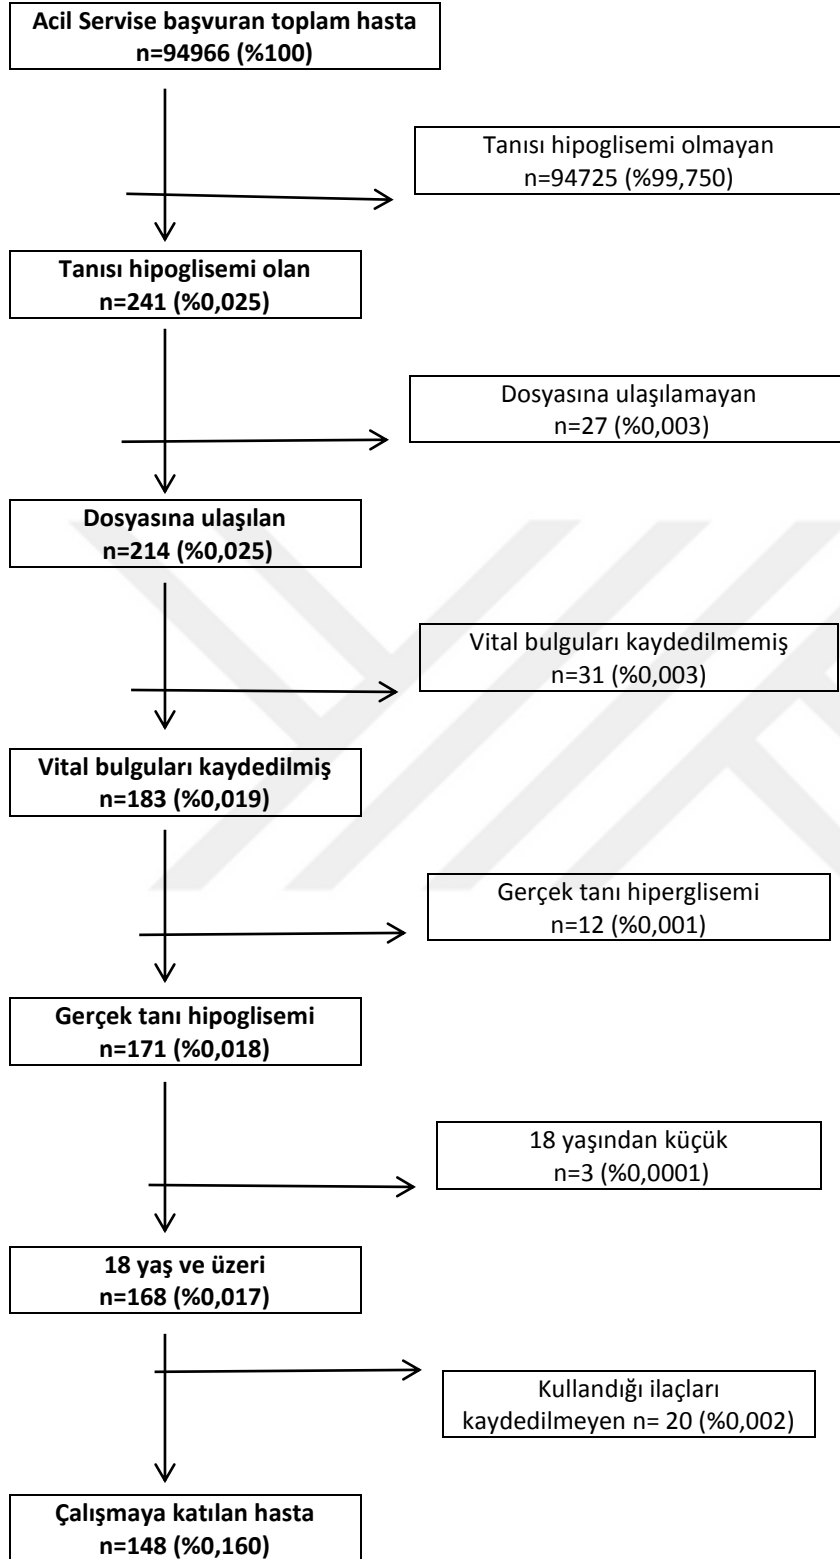 Acil Servise başvuran toplam hasta
n=94966 (%100)
Tanısı hipoglisemi olmayan
n=94725 (%99,750)
Tanısı hipoglisemi olan
n=241 (%0,025)
Dosyasına ulaşılamayan
n=27 (%0,003)
Dosyasına ulaşılan
n=214 (%0,025)
Vital bulguları kaydedilmemiş
n=31 (%0,003)
Vital bulguları kaydedilmiş
n=183 (%0,019)
Gerçek tanı hiperglisemi
n=12 (%0,001)
Gerçek tanı hipoglisemi
n=171 (%0,018)
18 yaşından küçük
n=3 (%0,0001)
18 yaş ve üzeri
n=168 (%0,017)
Kullandığı ilaçları
kaydedilmeyen n= 20 (%0,002)
Çalışmaya katılan hasta
n=148 (%0,160)